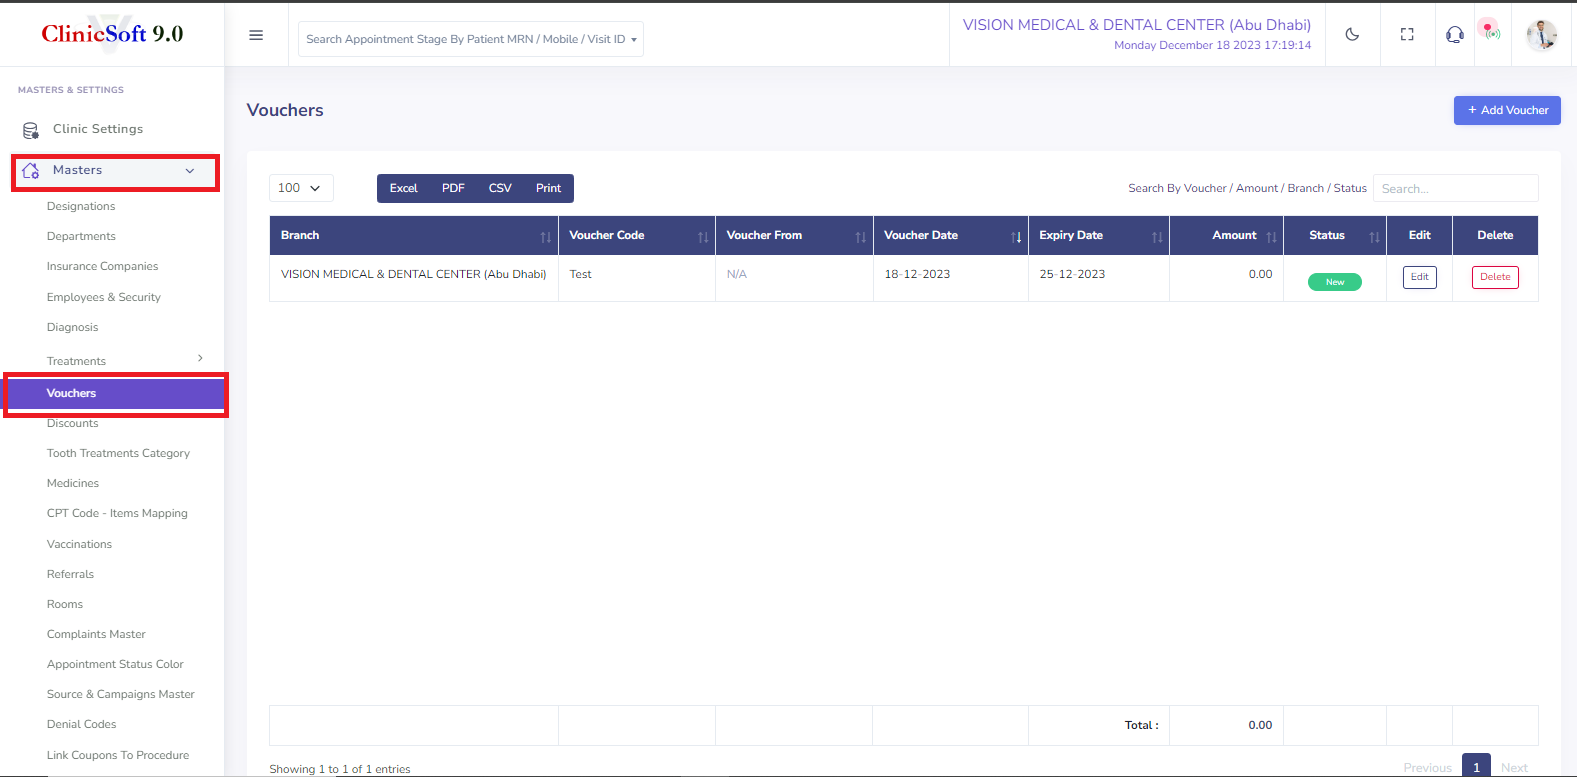 ClinicSoft 9.0
Search Appointment Stage By Patient MRN / Mobile / Visit ID
VISION MEDICAL & DENTAL CENTER (Abu Dhabi)
Monday December 18 2023 17:19:14
MASTERS & SETTINGS
Clinic Settings
Masters
Designations
Departments
Insurance Companies
Employees & Security
Diagnosis
Treatments
Vouchers
Discounts
Tooth Treatments Category
Medicines
CPT Code - Items Mapping
Vaccinations
Referrals
Rooms
Complaints Master
Appointment Status Color
Source & Campaigns Master
Denial Codes
Link Coupons To Procedure
Vouchers
+ Add Voucher
100
Excel PDF CSV Print
Search By Voucher / Amount / Branch / Status Search...
Branch Voucher Code Voucher From Voucher Date Expiry Date Amount Status Edit Delete
VISION MEDICAL & DENTAL CENTER (Abu Dhabi) Test N/A 18-12-2023 25-12-2023 0.00 New Edit Delete
Total : 0.00
Showing 1 to 1 of 1 entries
Previous 1 Next